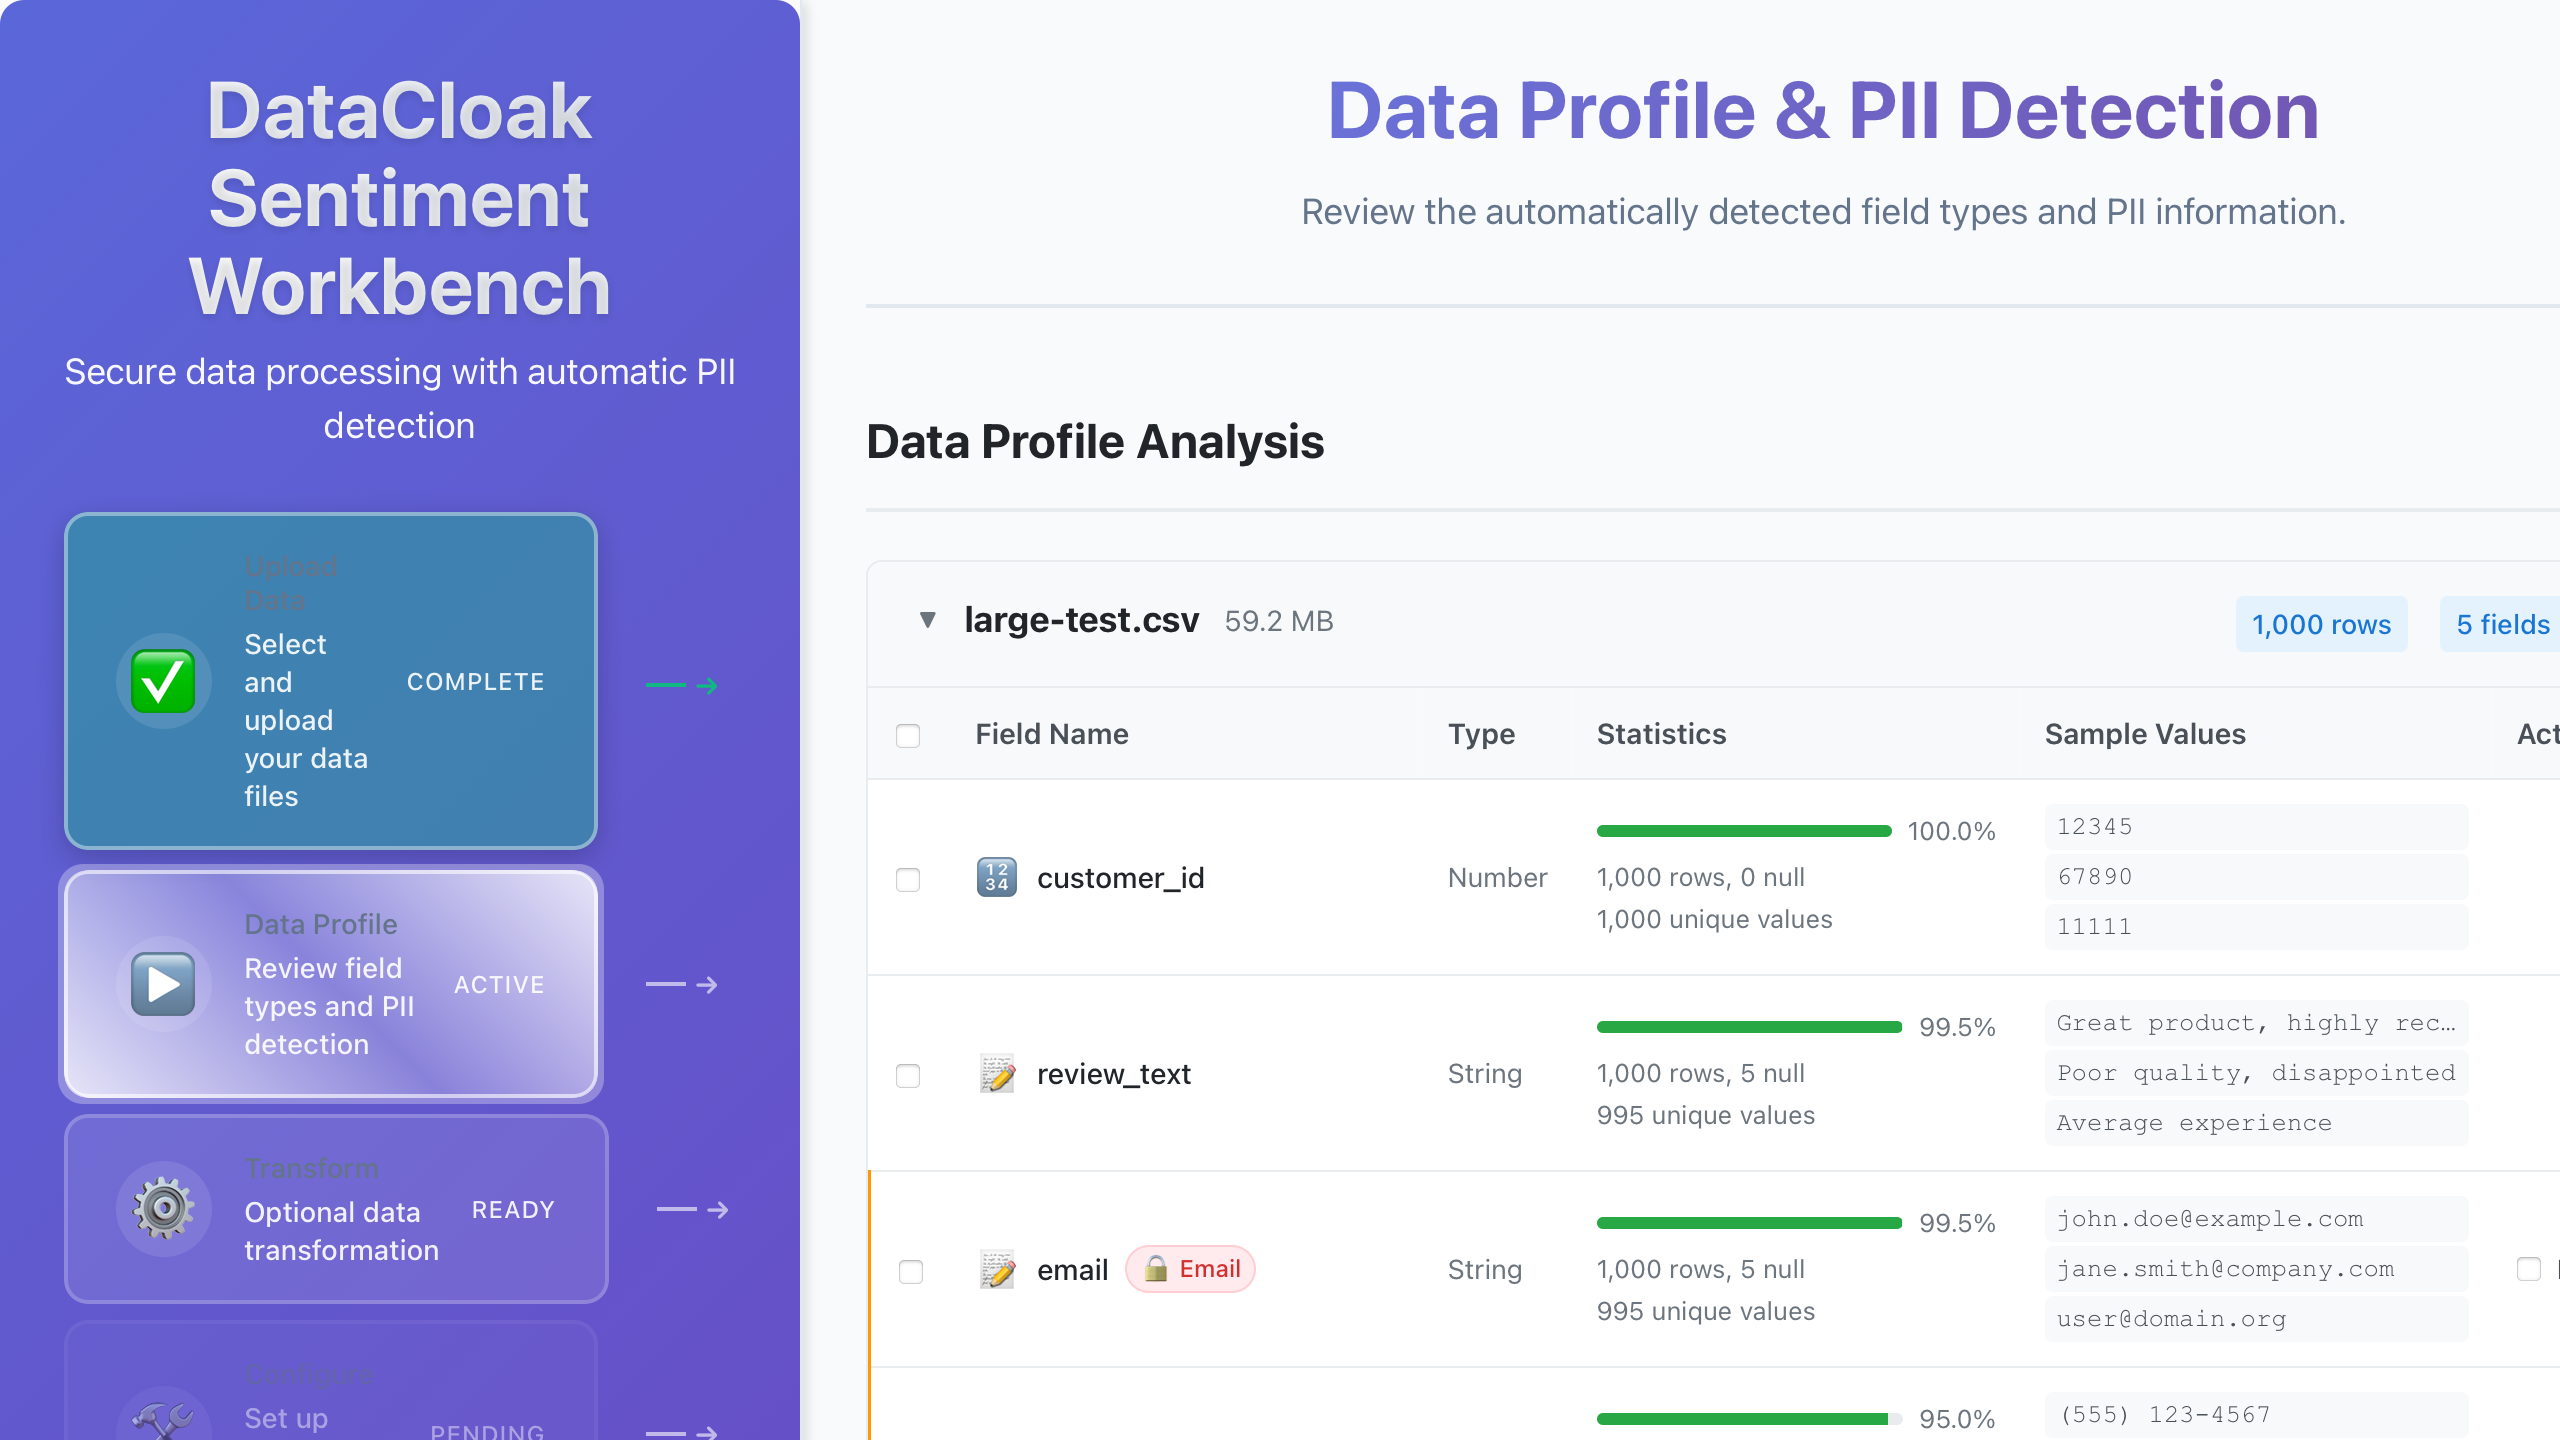 DataCloak
Sentiment
Workbench
Secure data processing with automatic PII
detection
Upload
Data
Select
and
upload
your data
files
COMPLETE
Data Profile
Review field
types and PII
detection
ACTIVE
Transform
Optional data
transformation
READY
Configure
Set up
PENDING
Data Profile & PII Detection
Review the automatically detected field types and PII information.
Data Profile Analysis
large-test.csv 59.2 MB 1,000 rows 5 fields
Field Name Type Statistics Sample Values Act
customer_id Number
100.0%
1,000 rows, 0 null
1,000 unique values
12345
67890
11111
review_text String
99.5%
1,000 rows, 5 null
995 unique values
Great product, highly rec…
Poor quality, disappointed
Average experience
email Email String
99.5%
1,000 rows, 5 null
995 unique values
john.doe@example.com
jane.smith@company.com
user@domain.org
95.0%
(555) 123-4567